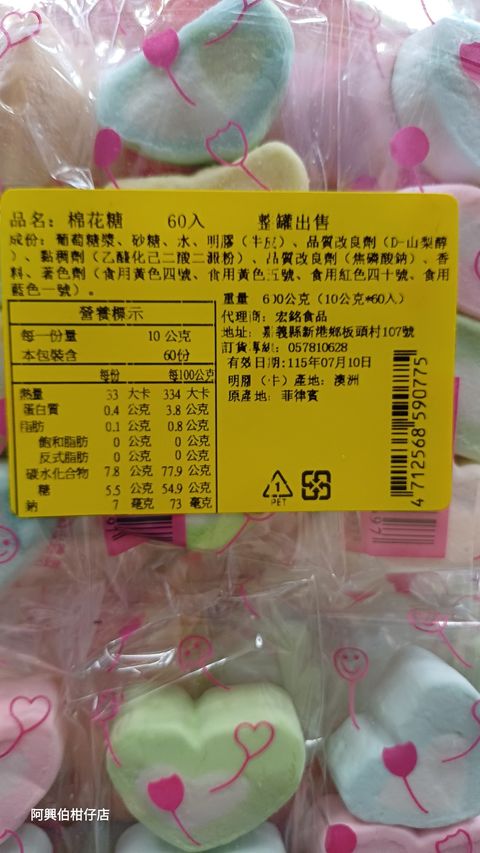 品名: 棉花糖 60入 整罐出售
成份: 葡萄糖漿、砂糖、水、明膠（牛皮）、品質改良劑（D-山梨醇
）、黏稠劑（乙醯化己二酸二澱粉）、品質改良劑（焦磷酸鈉）、香
料、著色劑（食用黃色四號、食用黃色五號、食用紅色四十號、食用
藍色一號）。
營養標示
每一份量 10 公克
本包裝含 60份
每份 每100公克
熱量 33 大卡 334 大卡
蛋白質 0.4 公克 3.8 公克
脂肪 0.1 公克 0.8 公克
飽和脂肪 0 公克 0 公克
反式脂肪 0 公克 0 公克
碳水化合物 7.8 公克 77.9 公克
糖 5.5 公克 54.9 公克
鈉 7 毫克 73 毫克
重量 600公克（10公克*60入）
代理商: 宏銘食品
地址: 嘉義縣新港鄉板頭村107號
訂貨專線: 057810628
有效日期:115年07月10日
明膠（卡）產地: 澳洲
原產地: 菲律賓
1
PET
4712568590775
阿興伯柑仔店